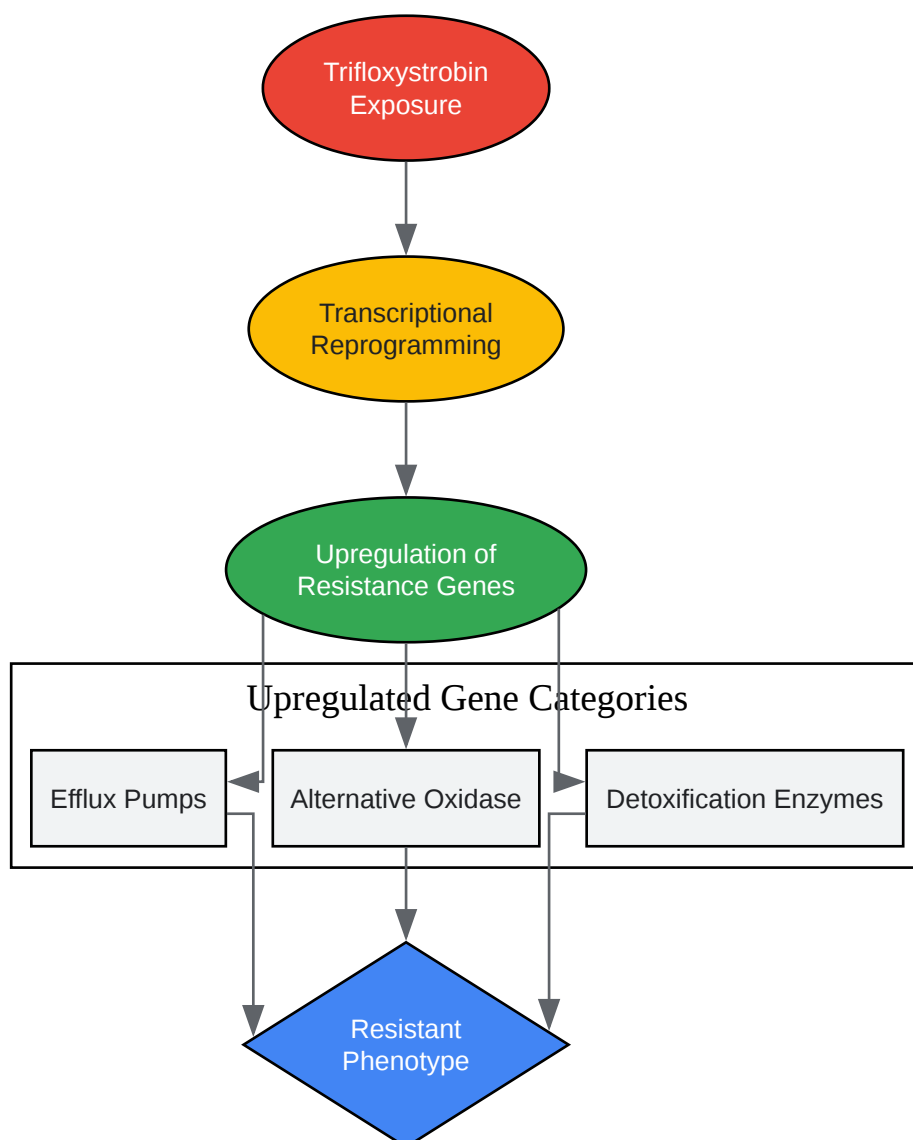 Trifloxystrobin
Exposure
Transcriptional
Reprogramming
Upregulation of
Resistance Genes
Upregulated Gene Categories
Efflux Pumps
Alternative Oxidase
Detoxification Enzymes
Resistant
Phenotype